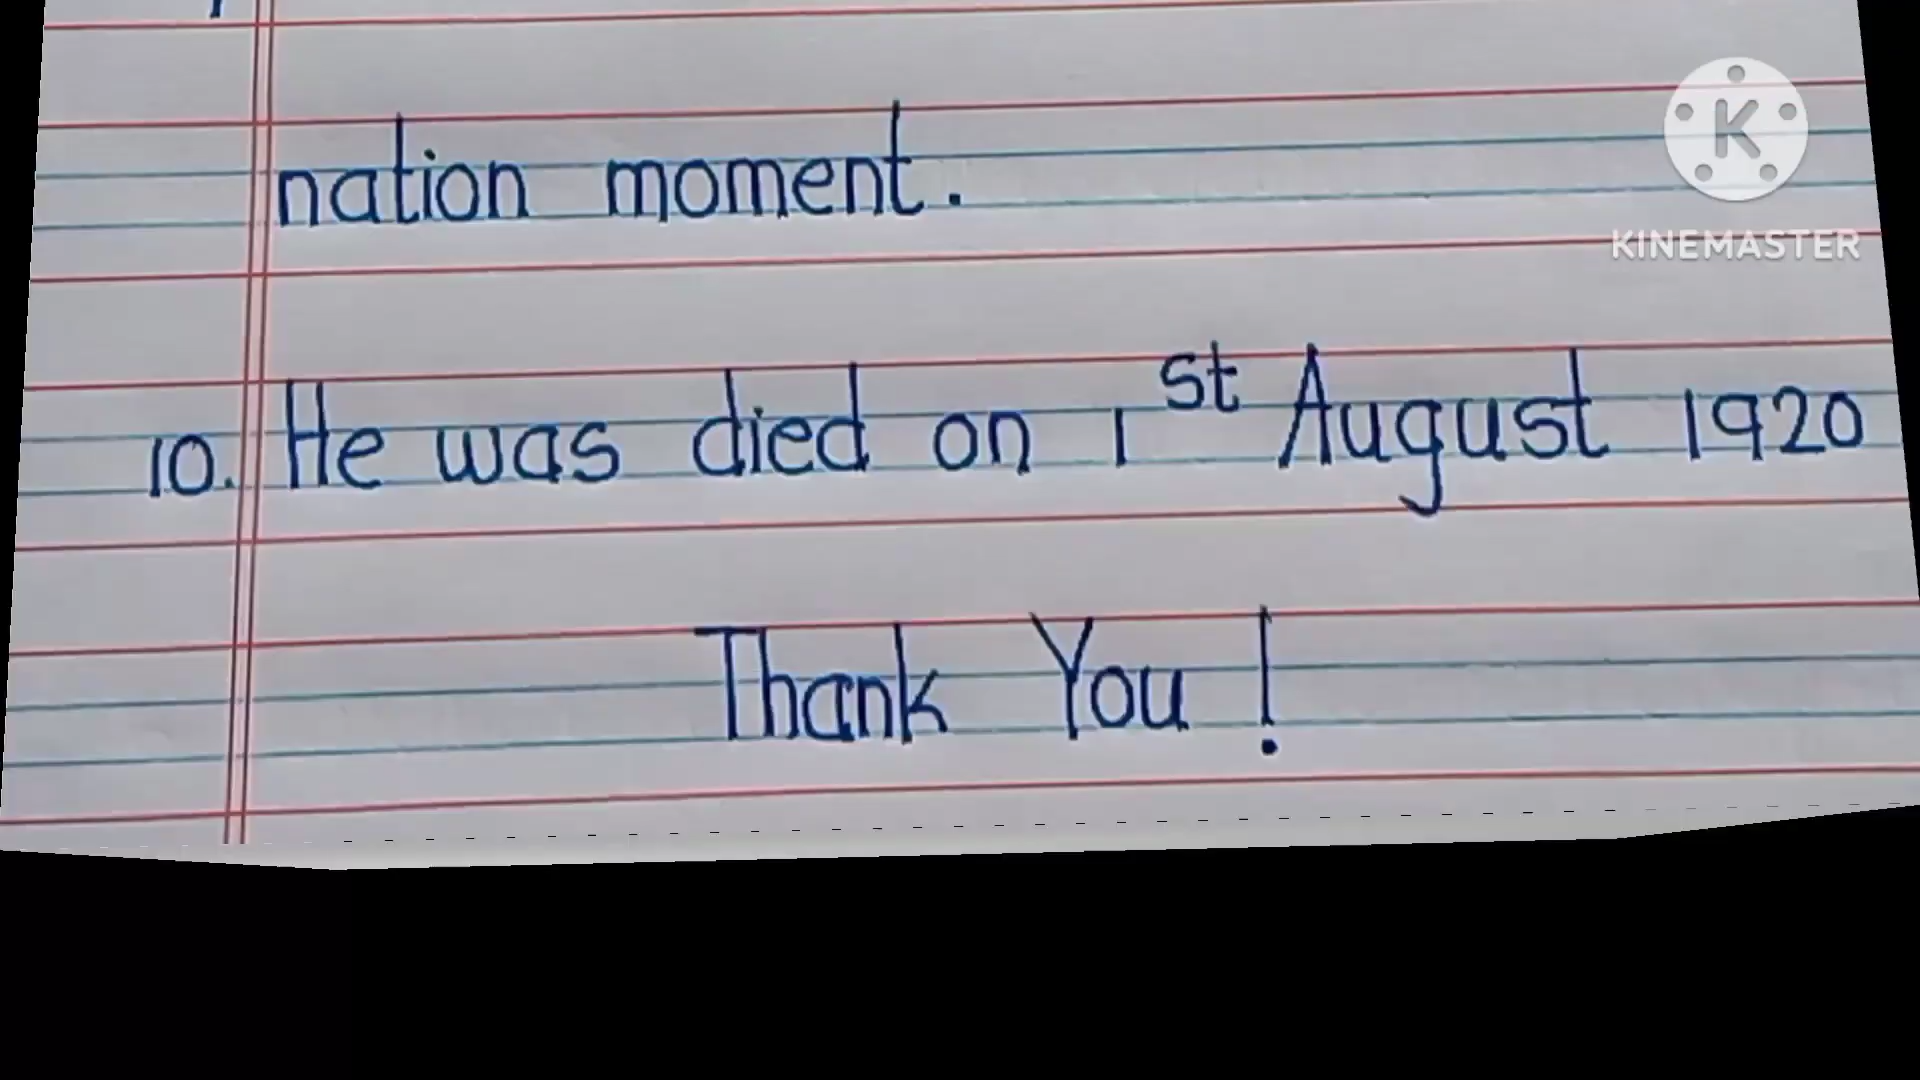 nation moment.
KINEMASTER
10. He was died on 1st August 1920
Thank You !